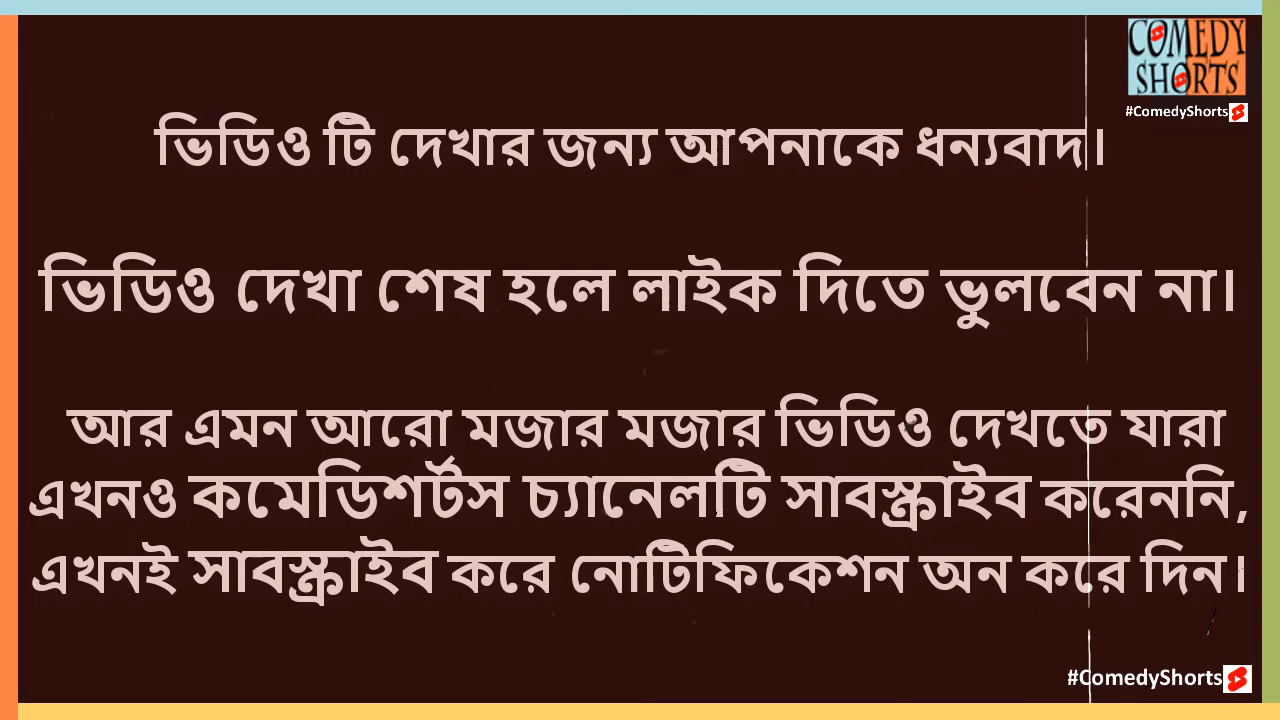 COMEDY
SHORTS
#ComedyShorts
ভিডিও টি দেখার জন্য আপনাকে ধন্যবাদ।
ভিডিও দেখা শেষ হলে লাইক দিতে ভুলবেন না।
আর এমন আরো মজার মজার ভিডিও দেখতে যারা
এখনও কমেডিশর্টস চ্যানেলটি সাবস্ক্রাইব করেননি,
এখনই সাবস্ক্রাইব করে নোটিফিকেশন অন করে দিন।
#ComedyShorts